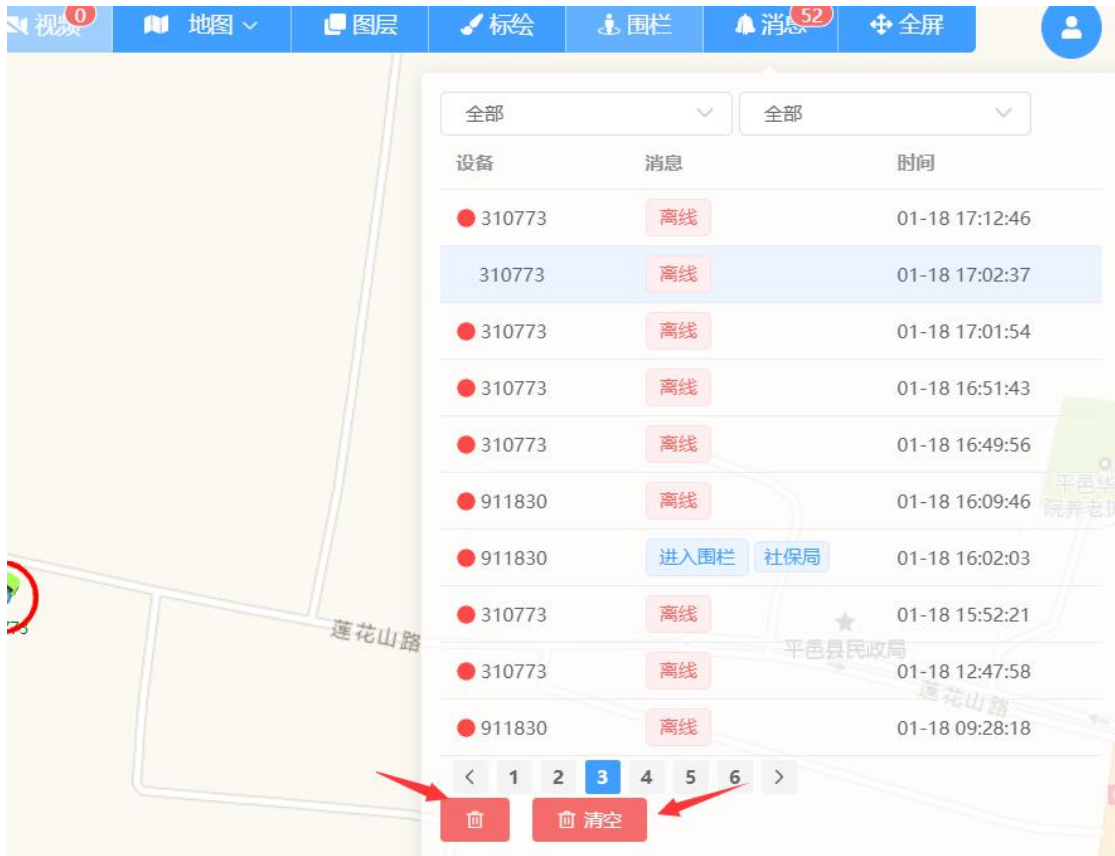 视频 0 地图 图层 标绘 围栏 消息 52 全屏
全部 全部
设备 消息 时间
310773 离线 01-18 17:12:46
310773 离线 01-18 17:02:37
310773 离线 01-18 17:01:54
310773 离线 01-18 16:51:43
310773 离线 01-18 16:49:56
911830 离线 01-18 16:09:46
平邑华
院养老
911830 进入围栏 社保局 01-18 16:02:03
310773 离线 01-18 15:52:21
莲花山路
平邑县民政局
310773 离线 01-18 12:47:58
莲花山路
911830 离线 01-18 09:28:18
< 1 2 3 4 5 6 >
清空